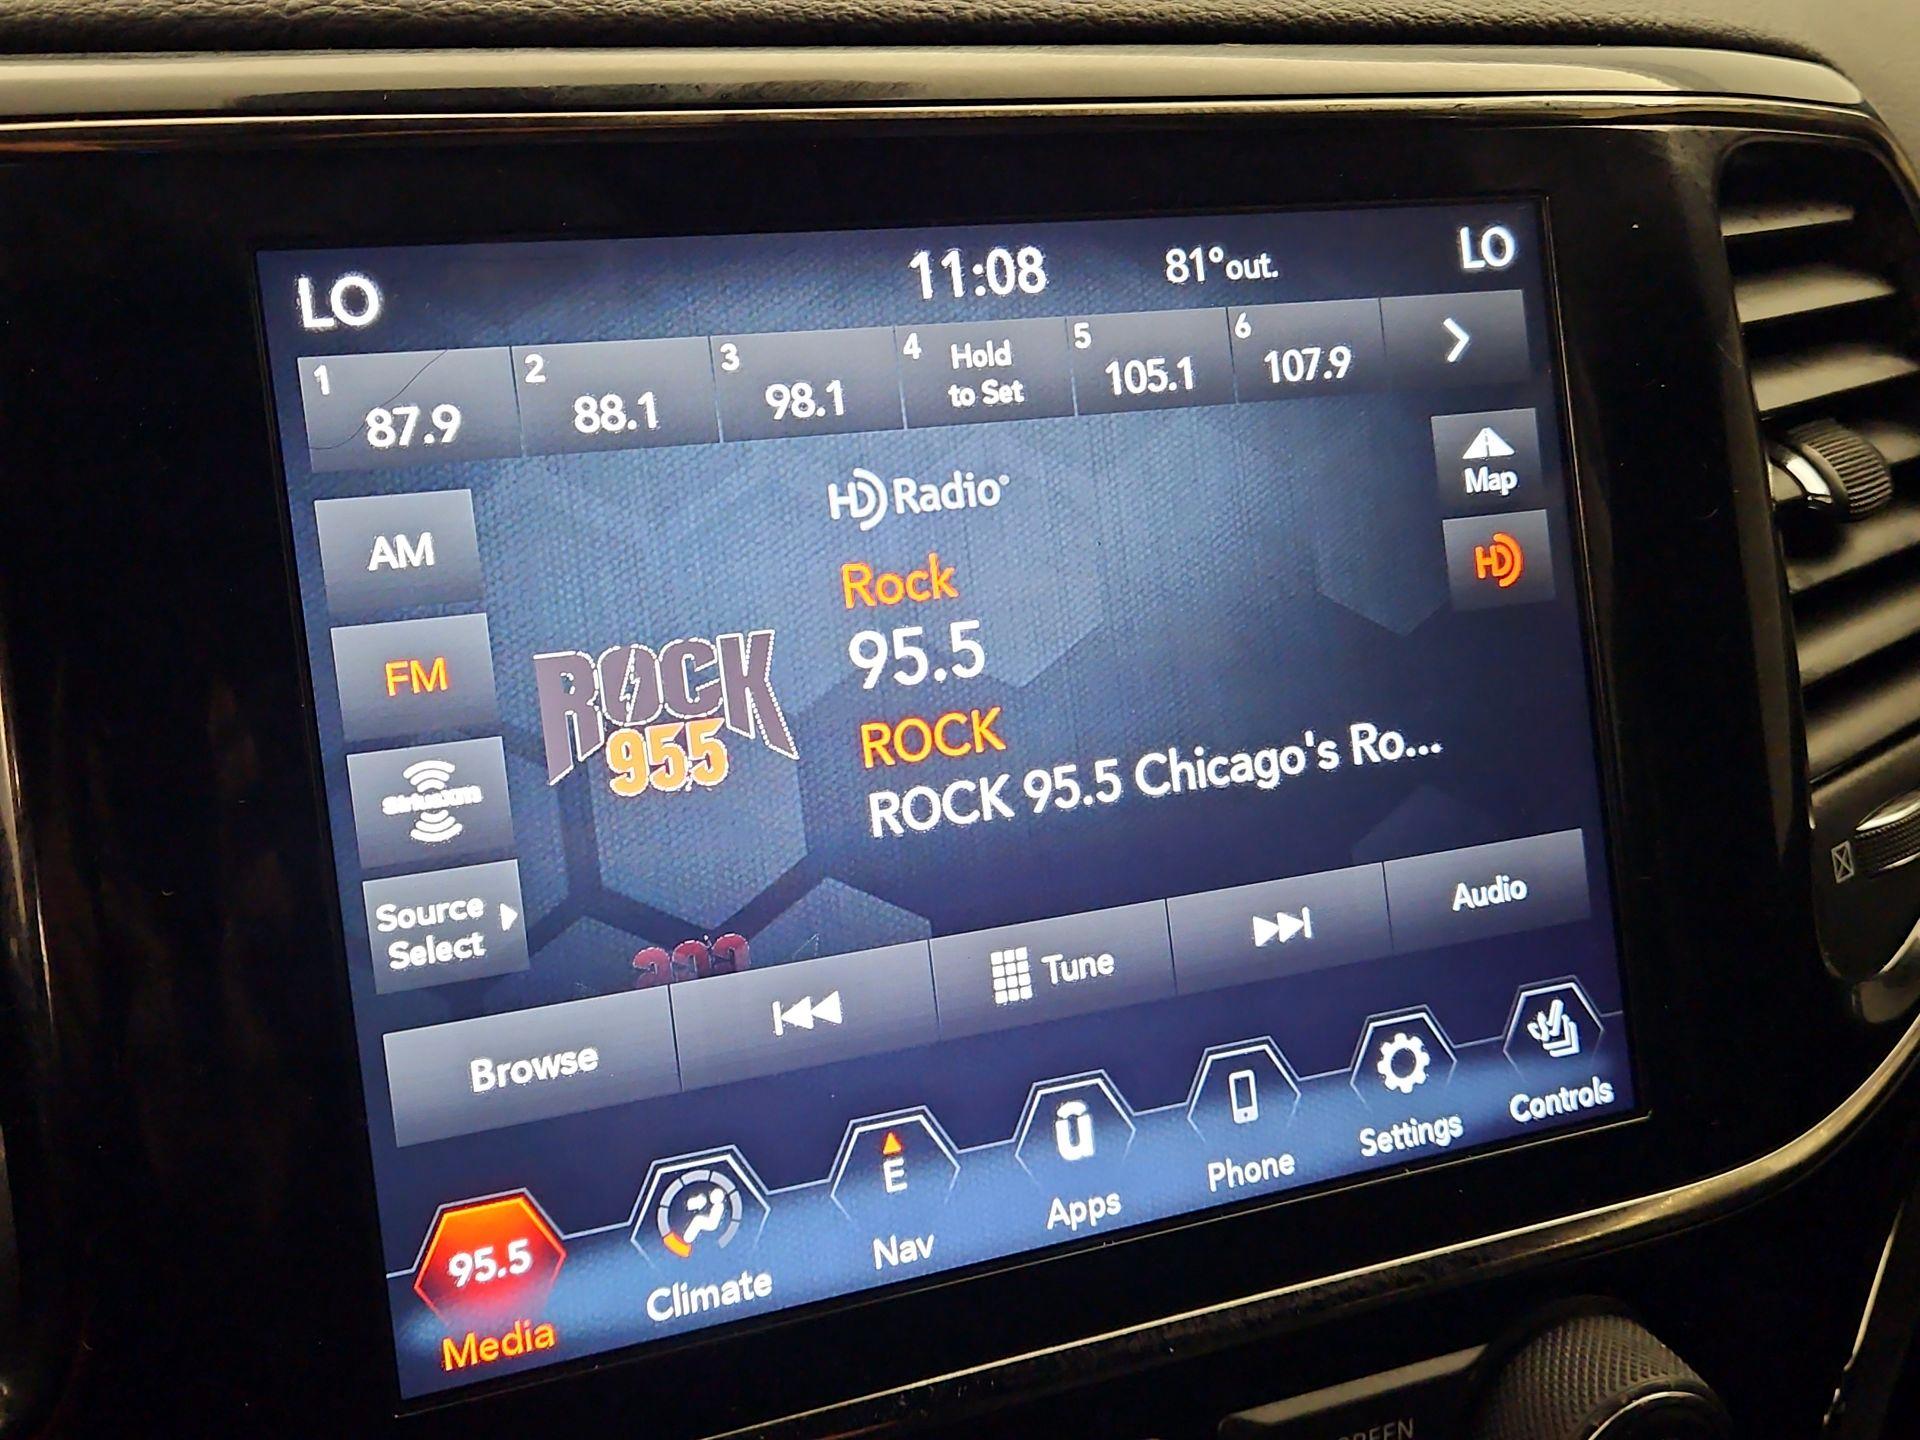 LO 11:08 81°out. LO
1 87.9
2 88.1
3 98.1
4 Hold to Set
5 105.1
6 107.9
Map
HD Radio®
AM
Rock
HD
95.5
FM
ROCK 955
ROCK
ROCK 95.5 Chicago's Ro...
SiriusXM
Source
Select
Browse
Tune
Audio
95.5
Media
Climate
E
Nav
u
Apps
Phone
Settings
Controls